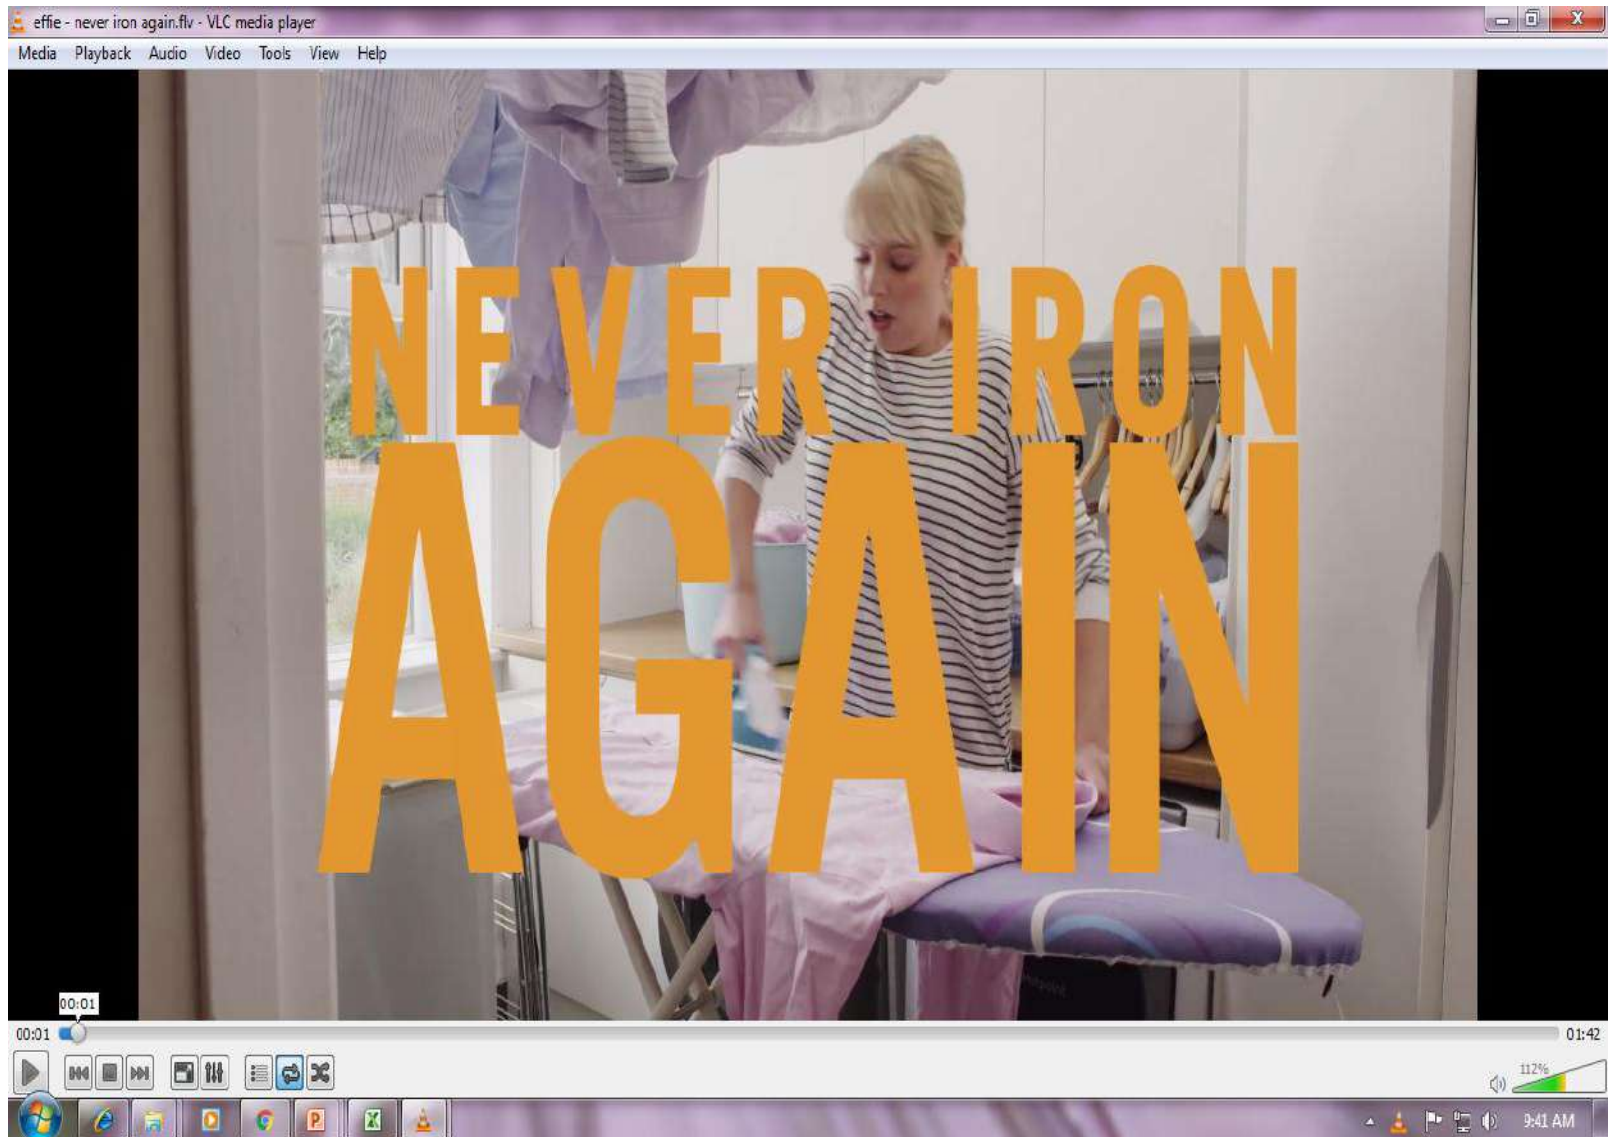 effie - never iron again.flv - VLC media player
Media Playback Audio Video Tools View Help
NEVER IRON
AGAIN
00:01
00:01 01:42
112%
9:41 AM